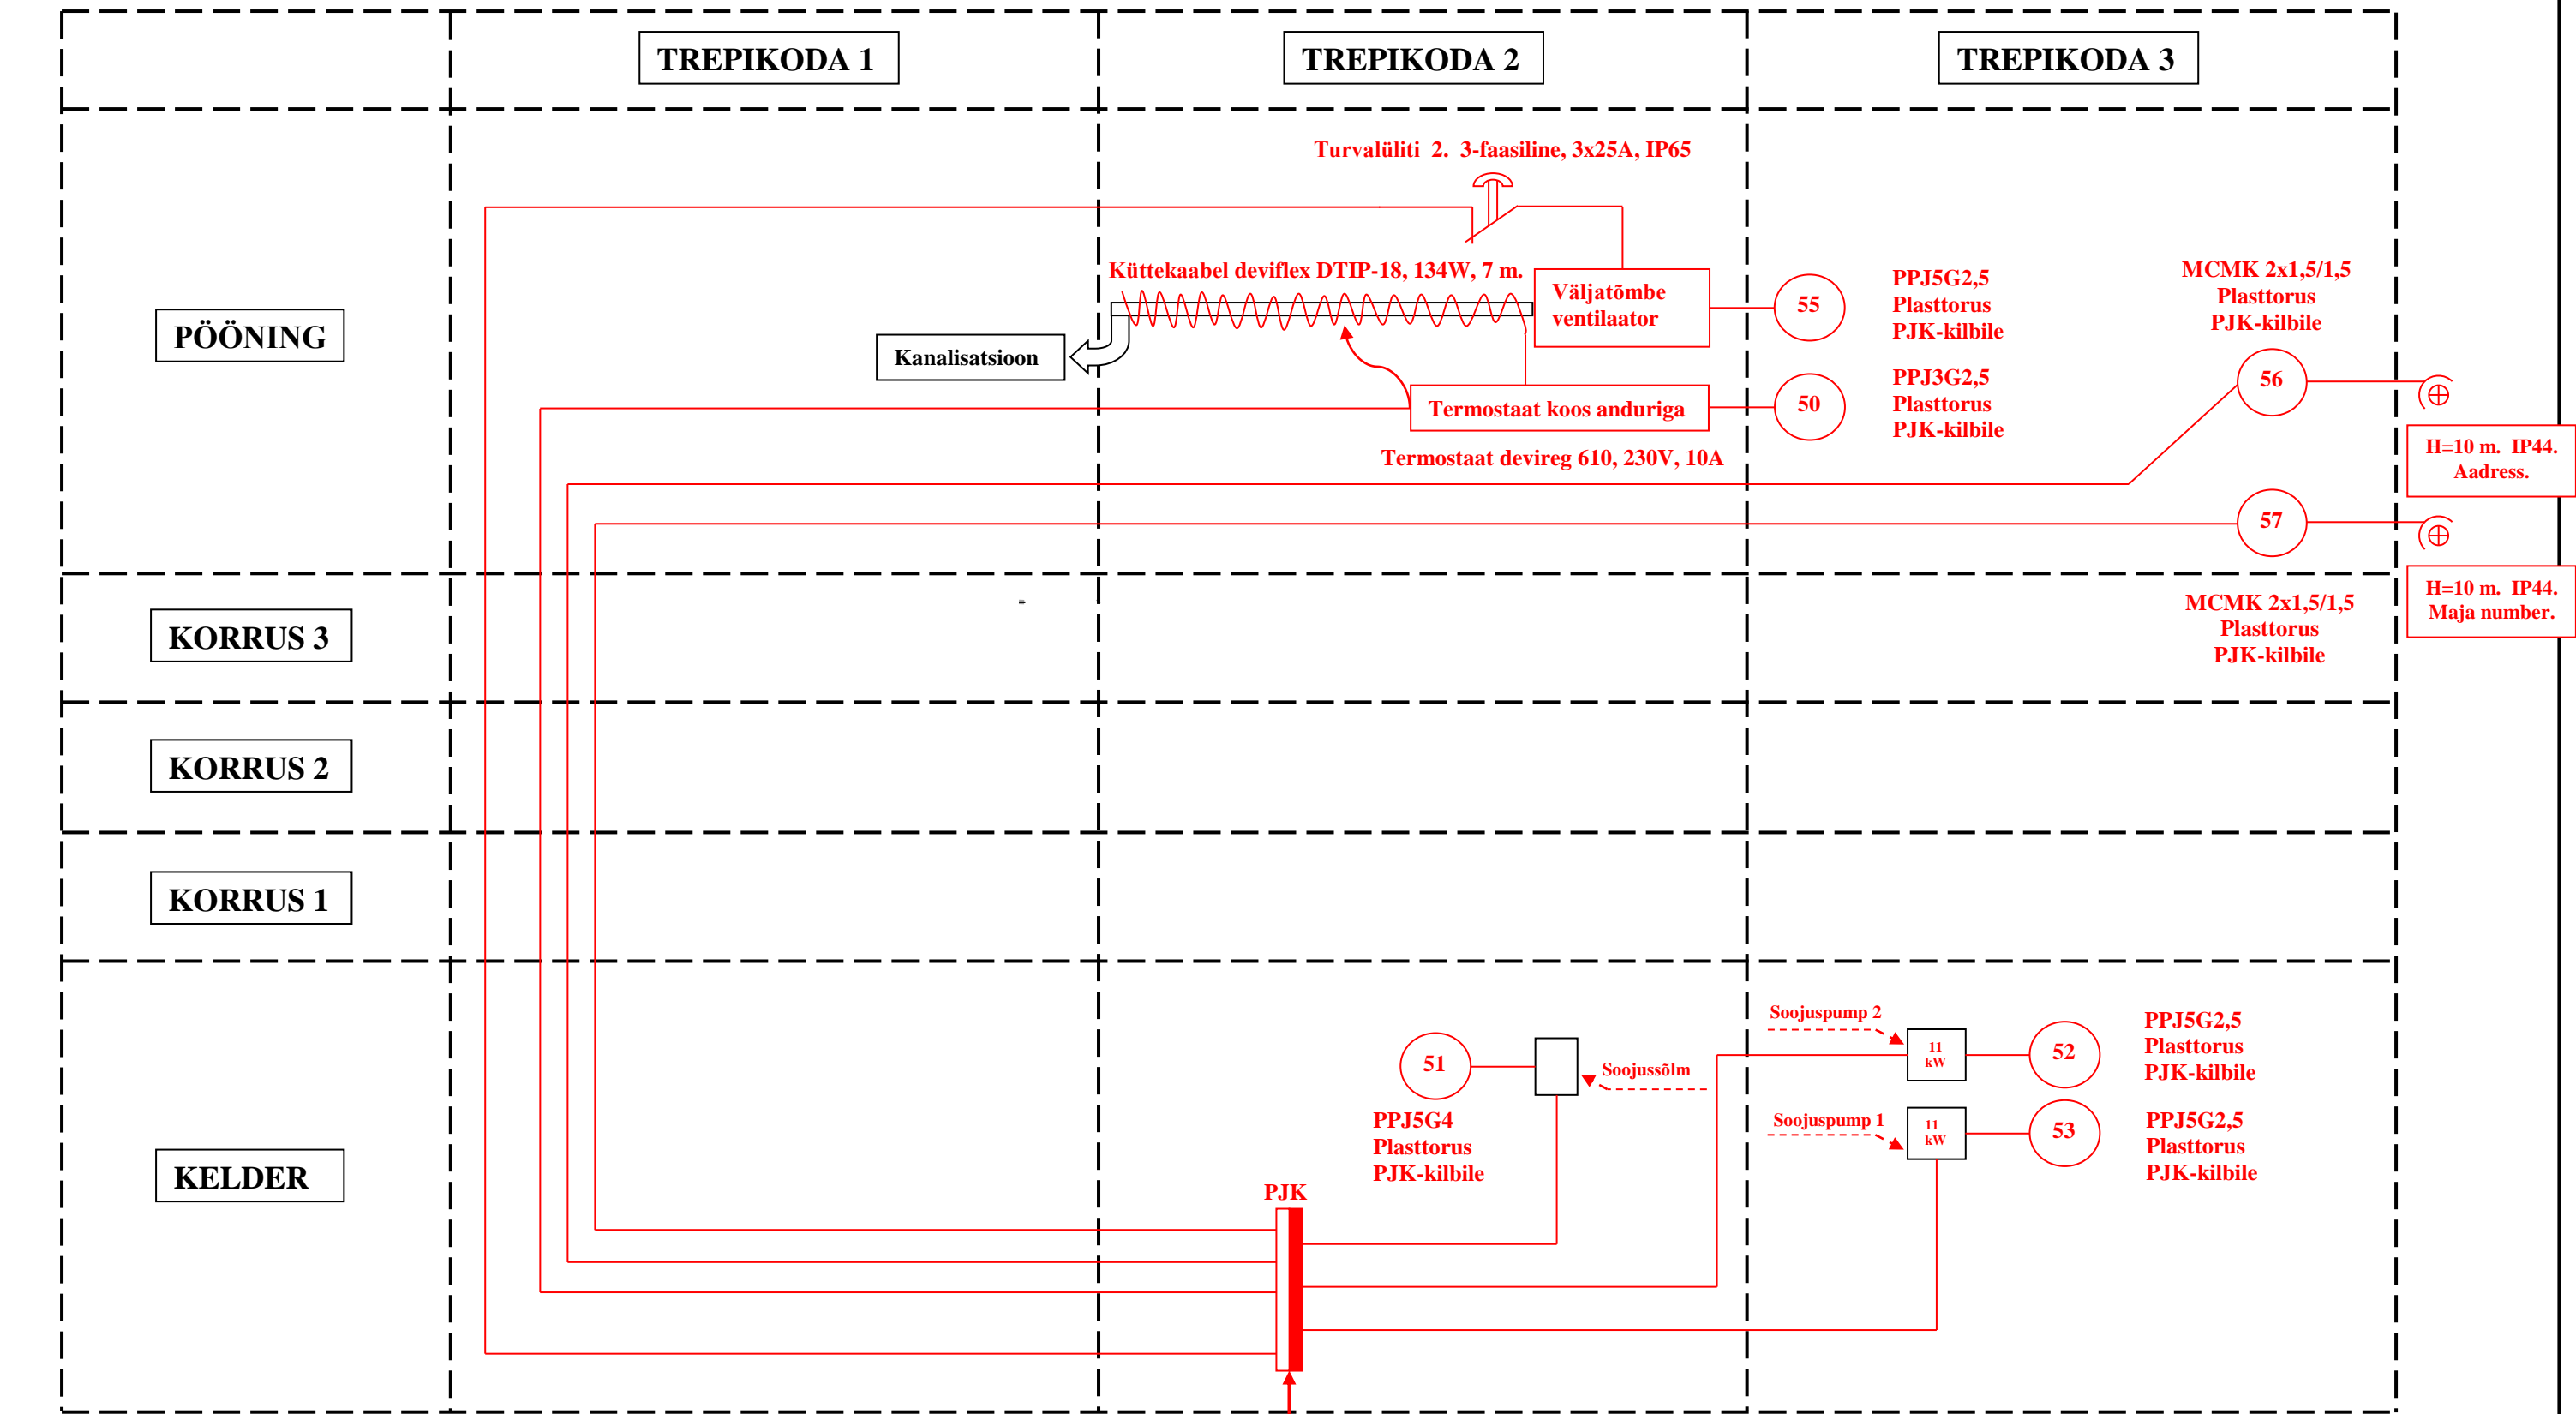 TREPIKODA 1
TREPIKODA 2
TREPIKODA 3
PÖÖNING
Turvalüliti 2. 3-faasiline, 3x25A, IP65
Küttekaabel deviflex DTIP-18, 134W, 7 m.
Väljatõmbe
ventilaator
55
PPJ5G2,5
Plasttorus
PJK-kilbile
MCMK 2x1,5/1,5
Plasttorus
PJK-kilbile
Kanalisatsioon
Termostaat koos anduriga
50
PPJ3G2,5
Plasttorus
PJK-kilbile
56
Termostaat devireg 610, 230V, 10A
H=10 m. IP44.
Aadress.
57
H=10 m. IP44.
Maja number.
KORRUS 3
MCMK 2x1,5/1,5
Plasttorus
PJK-kilbile
KORRUS 2
KORRUS 1
KELDER
51
Soojussõlm
PPJ5G4
Plasttorus
PJK-kilbile
Soojuspump 2
11
kW
52
PPJ5G2,5
Plasttorus
PJK-kilbile
Soojuspump 1
11
kW
53
PPJ5G2,5
Plasttorus
PJK-kilbile
PJK